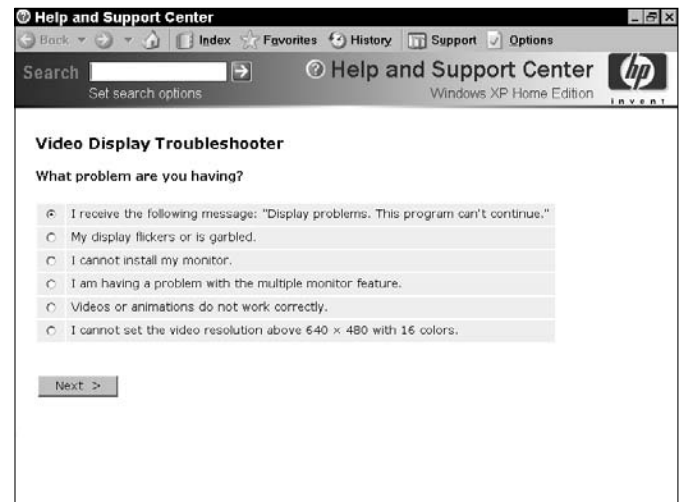 Help and Support Center
Back Index Favorites History Support Options
Search Help and Support Center
Set search options Windows XP Home Edition
hp
invent
Video Display Troubleshooter
What problem are you having?
I receive the following message: "Display problems. This program can't continue."
My display flickers or is garbled.
I cannot install my monitor.
I am having a problem with the multiple monitor feature.
Videos or animations do not work correctly.
I cannot set the video resolution above 640 × 480 with 16 colors.
Next >